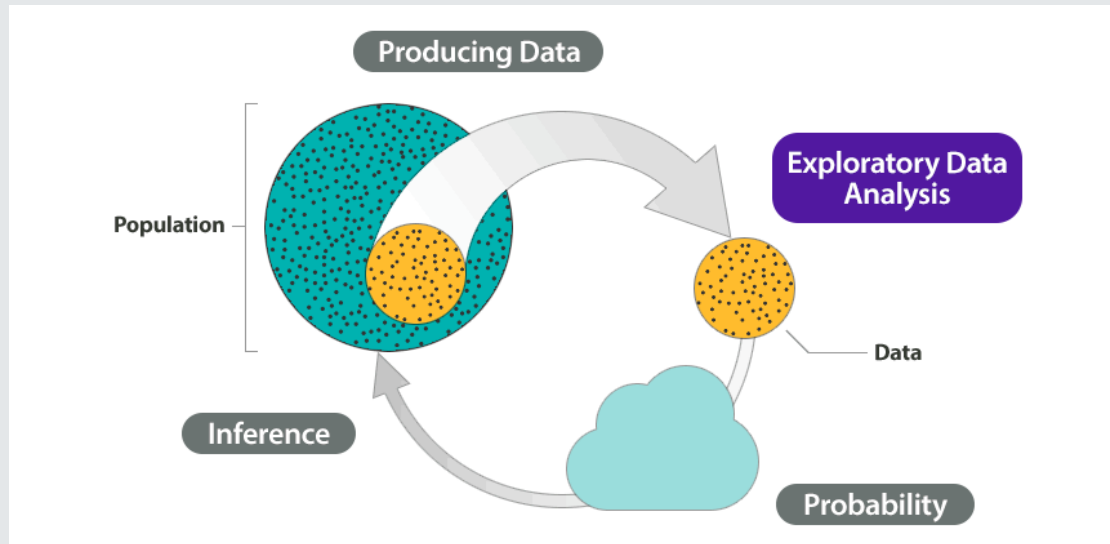 Producing Data
Exploratory Data
Analysis
Population
Data
Inference
Probability